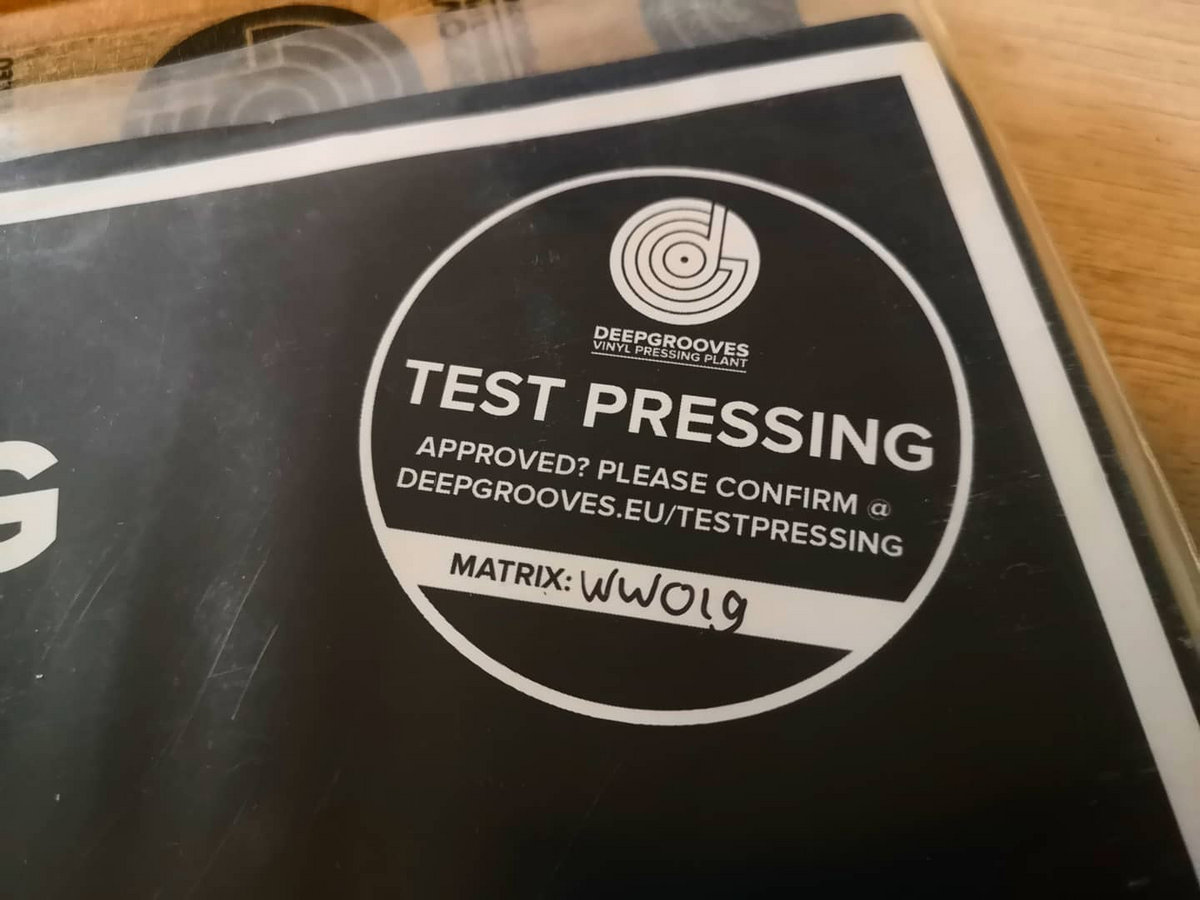 DEEPGROOVES
VINYL PRESSING PLANT
TEST PRESSING
APPROVED? PLEASE CONFIRM @
DEEPGROOVES.EU/TESTPRESSING
MATRIX: WW019
G